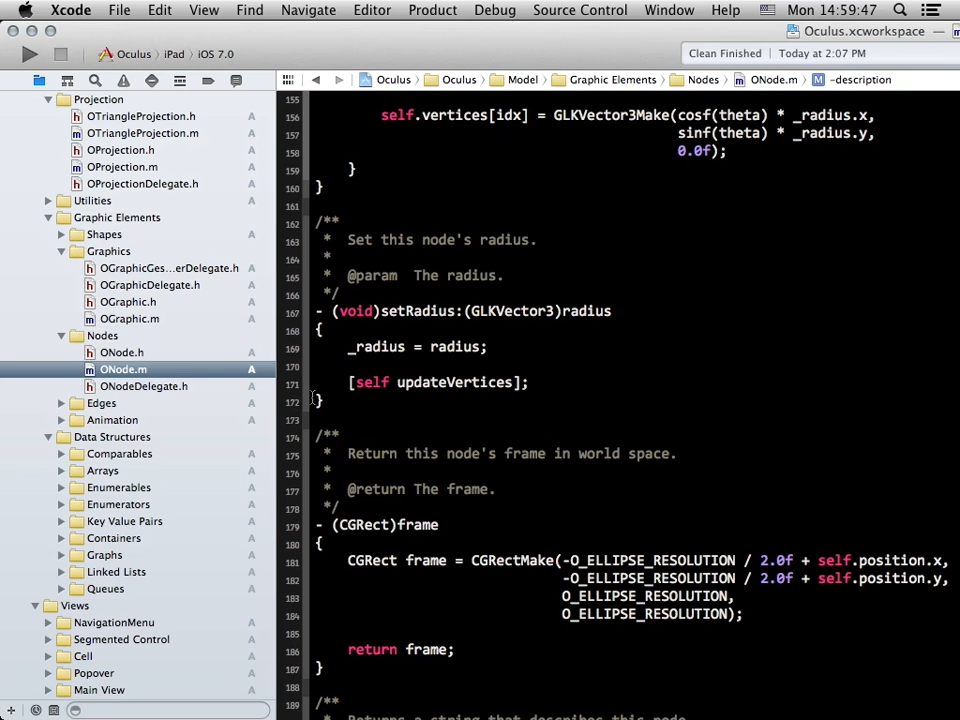 Xcode File Edit View Find Navigate Editor Product Debug Source Control Window Help Mon 14:59:47
Oculus.xcworkspace —
Oculus iPad iOS 7.0
Clean Finished Today at 2:07 PM
Oculus Oculus Model Graphic Elements Nodes ONode.m M -description
Projection
OTriangleProjection.h A
OTriangleProjection.m A
OProjection.h A
OProjection.m A
OProjectionDelegate.h A
Utilities A
Graphic Elements
Shapes A
Graphics A
OGraphicGes...erDelegate.h A
OGraphicDelegate.h A
OGraphic.h A
OGraphic.m A
Nodes A
ONode.h A
ONode.m A
ONodeDelegate.h A
Edges A
Animation A
Data Structures A
Comparables A
Arrays A
Enumerables A
Enumerators A
Key Value Pairs A
Containers A
Graphs A
Linked Lists A
Queues A
Views A
NavigationMenu A
Segmented Control A
Cell A
Popover A
Main View A
155
156 self.vertices[idx] = GLKVector3Make(cosf(theta) * _radius.x,
157 sinf(theta) * _radius.y,
158 0.0f);
159 }
160 }
161
162 /**
163 * Set this node's radius.
164 *
165 * @param The radius.
166 */
167 - (void)setRadius:(GLKVector3)radius
168 {
169 _radius = radius;
170
171 [self updateVertices];
172 }
173
174 /**
175 * Return this node's frame in world space.
176 *
177 * @return The frame.
178 */
179 - (CGRect)frame
180 {
181 CGRect frame = CGRectMake(-O_ELLIPSE_RESOLUTION / 2.0f + self.position.x,
182 -O_ELLIPSE_RESOLUTION / 2.0f + self.position.y,
183 O_ELLIPSE_RESOLUTION,
184 O_ELLIPSE_RESOLUTION);
185
186 return frame;
187 }
188
189 /**
* Returns a string that describes this node